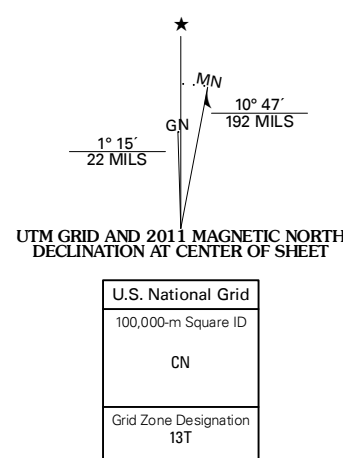 ★
MN
GN
1° 15´
22 MILS
10° 47´
192 MILS
UTM GRID AND 2011 MAGNETIC NORTH
DECLINATION AT CENTER OF SHEET
U.S. National Grid
100,000-m Square ID
CN
Grid Zone Designation
13T